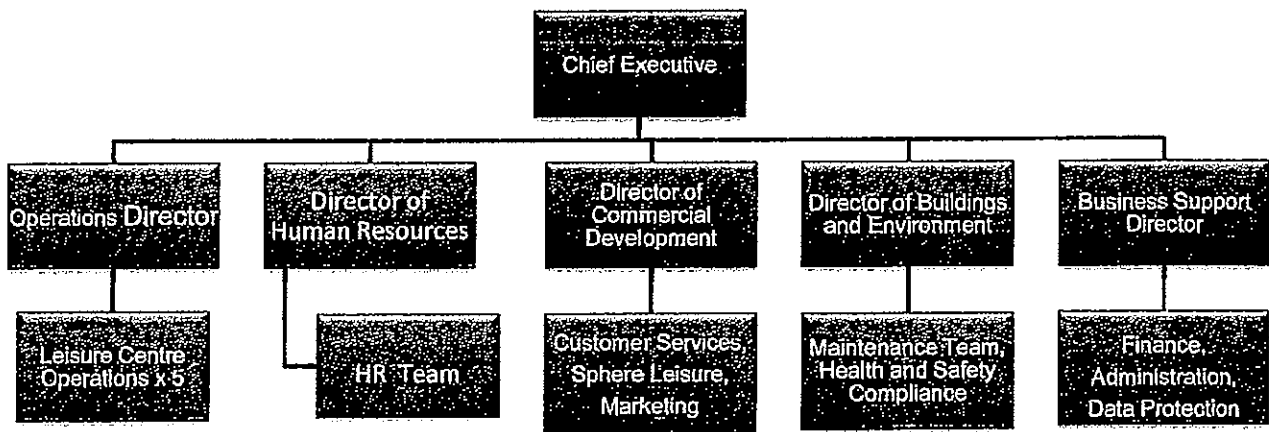 Chief Executive
Operations Director
Director of
Human Resources
Director of
Commercial
Development
Director of Buildings
and Environment
Business Support
Director
Leisure Centre
Operations x 5
HR Team
Customer Services,
Sphere Leisure,
Marketing
Maintenance Team,
Health and Safety
Compliance
Finance,
Administration,
Data Protection